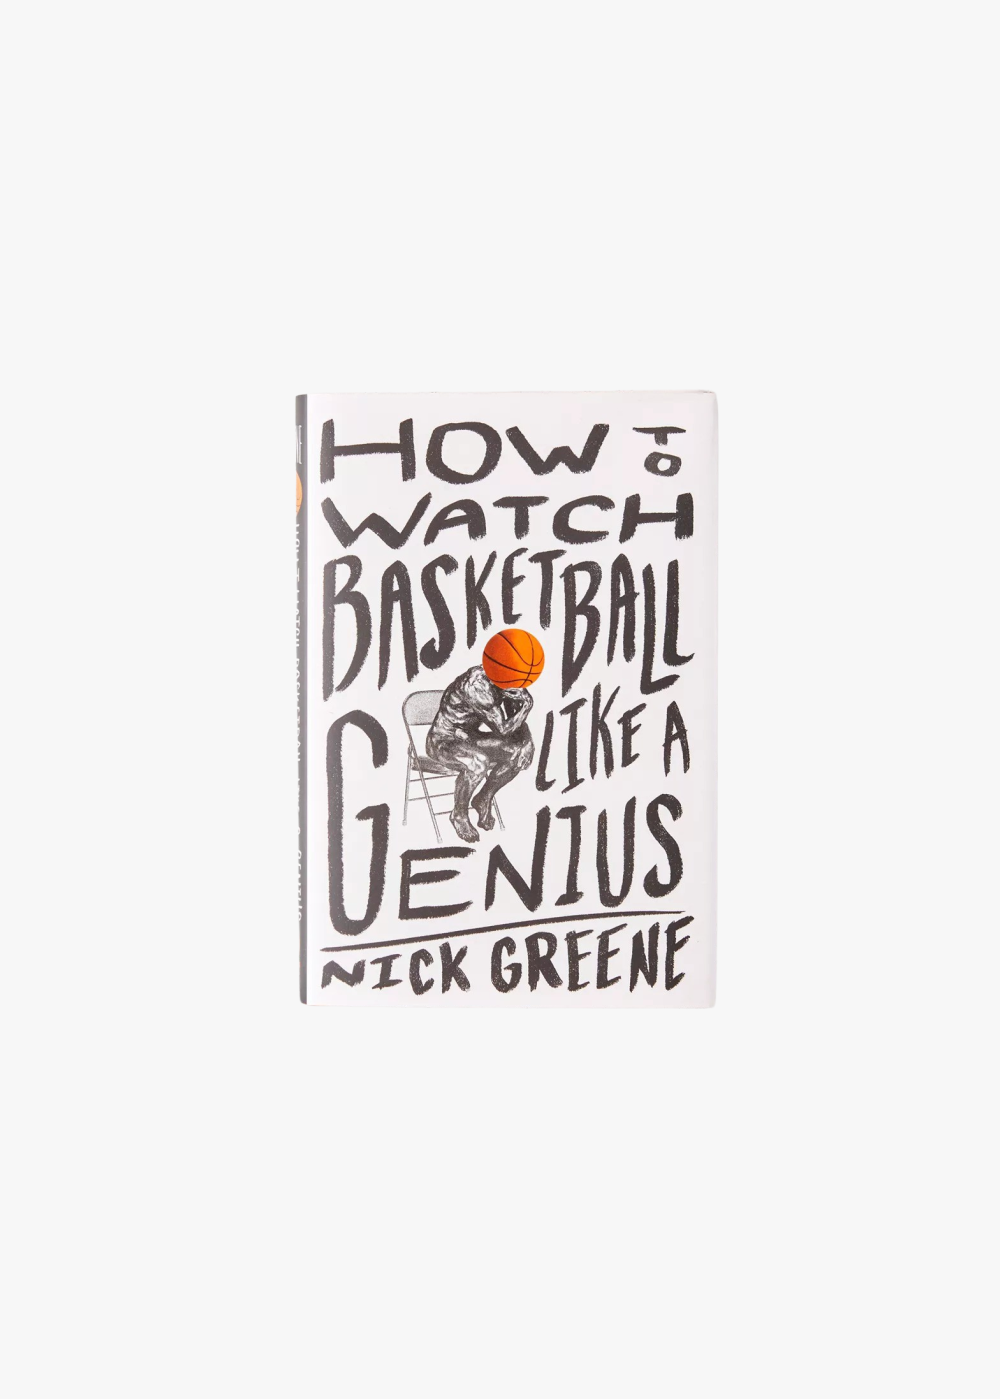 HOW TO
WATCH
BASKETBALL
LIKE A
GENIUS
NICK GREENE